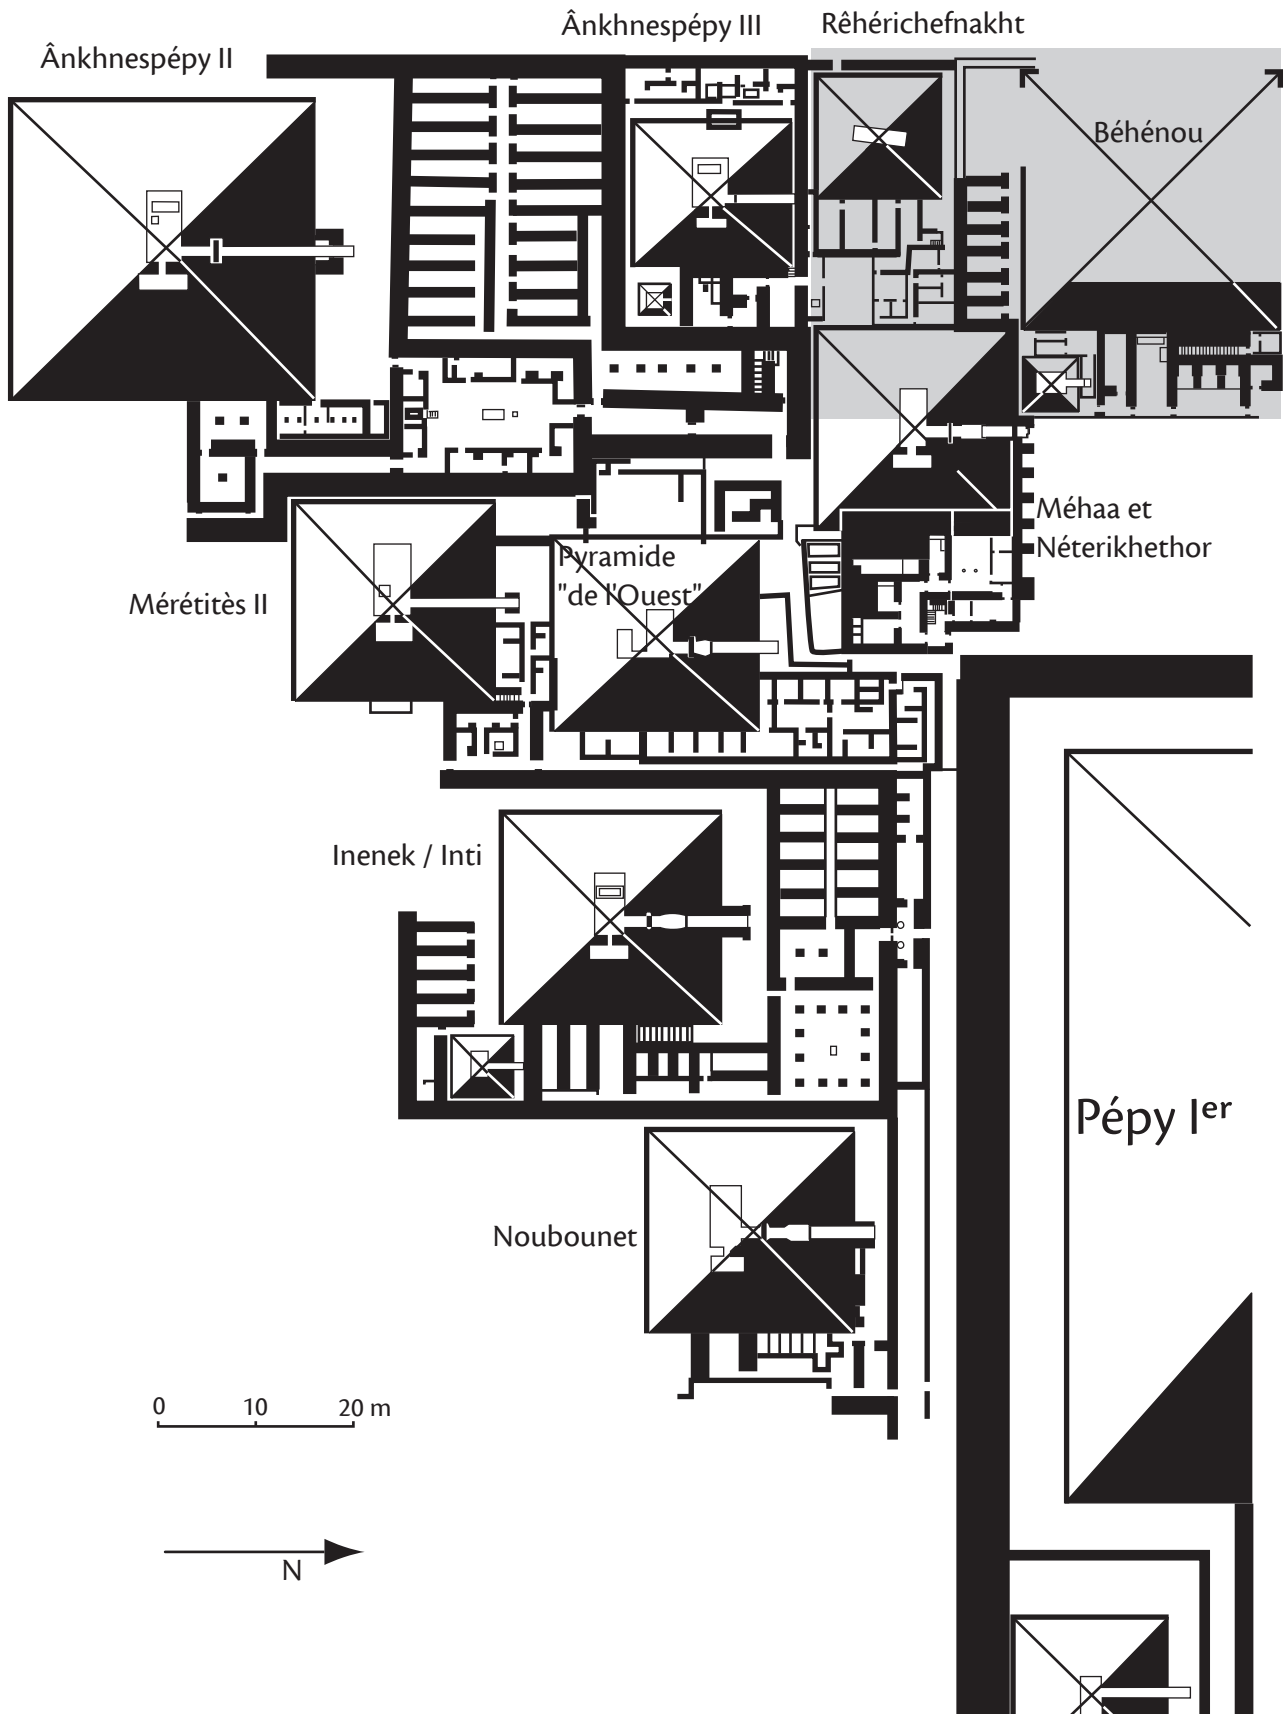 Ânkhnespépy III
Rêhérichefnakht
Ânkhnespépy II
Béhénou
Méhaa et
Néterikhethor
Pyramide
"de l'Ouest"
Mérétitès II
Inenek / Inti
Pépy Ier
Noubounet
0 10 20 m
N